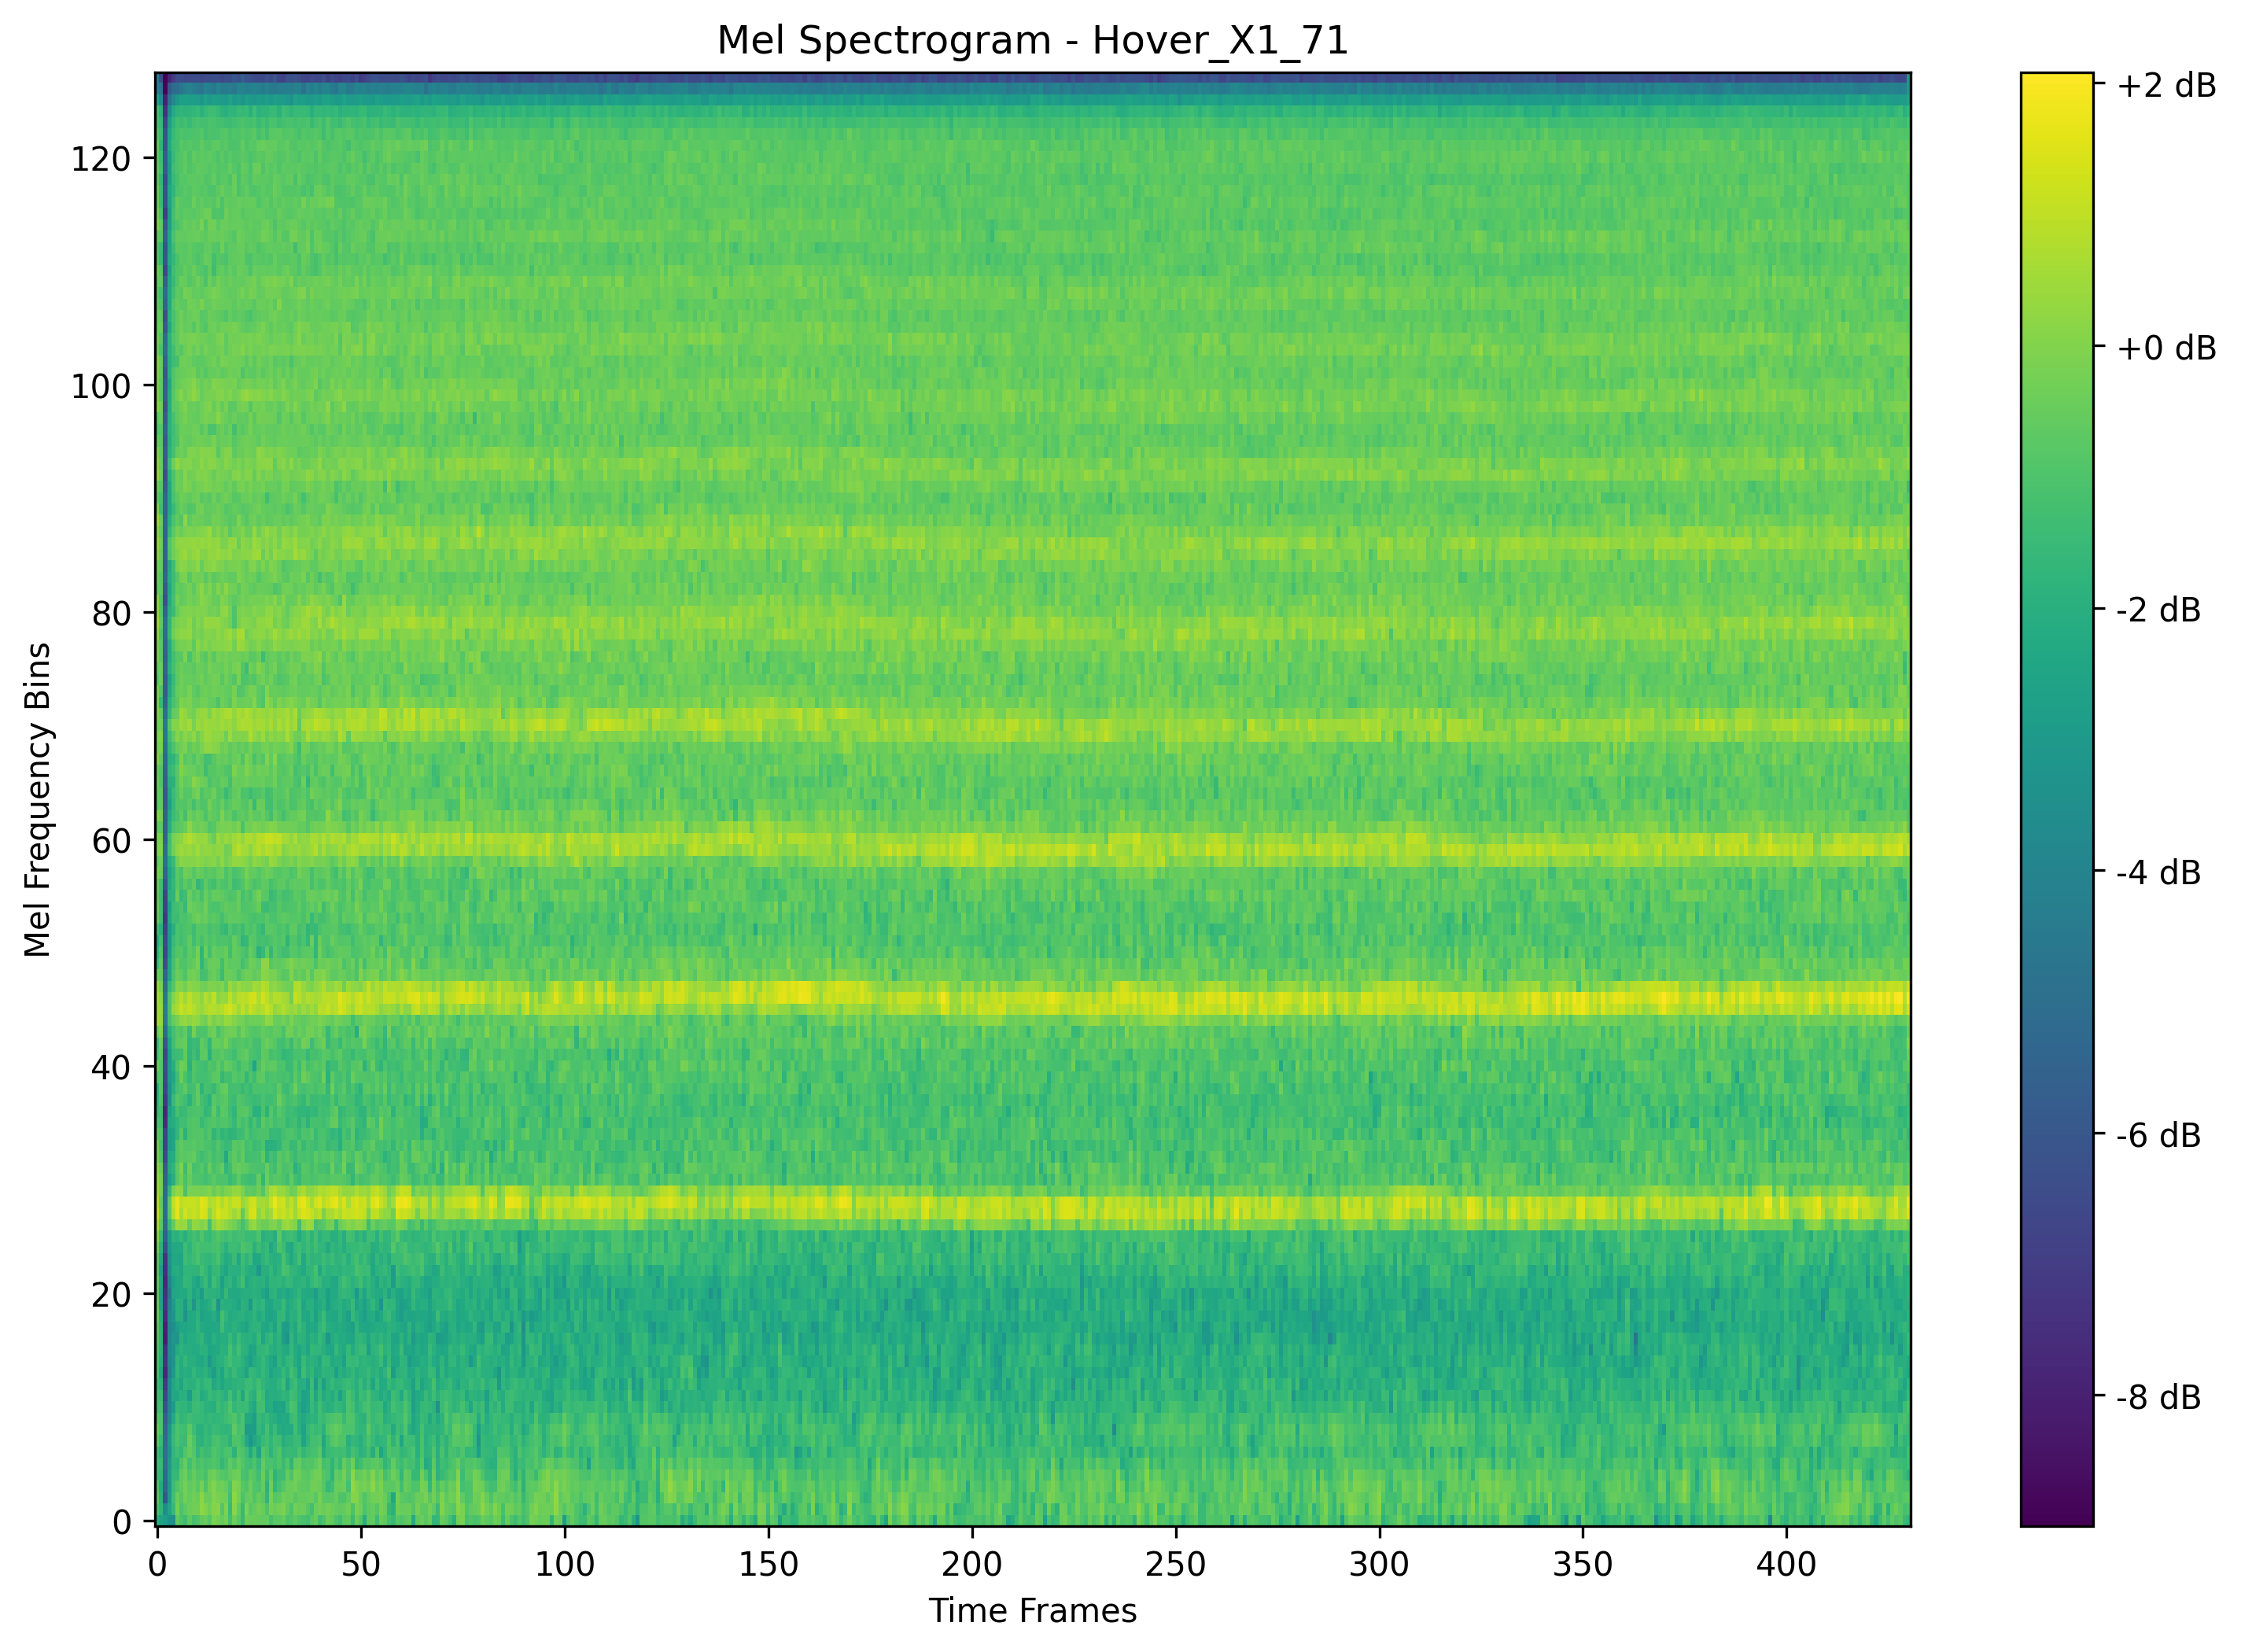 Mel Spectrogram - Hover_X1_71
Mel Frequency Bins
120
100
80
60
40
20
0
0 50 100 150 200 250 300 350 400
Time Frames
+2 dB
+0 dB
-2 dB
-4 dB
-6 dB
-8 dB